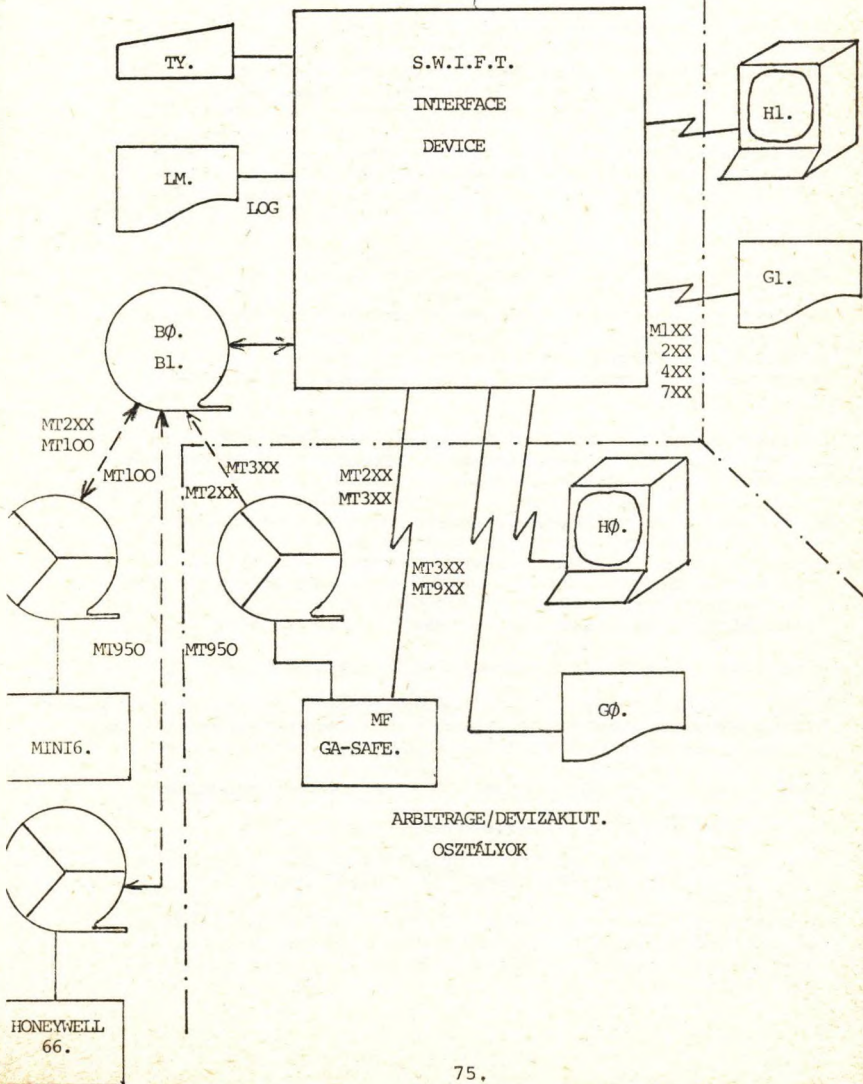 TY.
S.W.I.F.T.
INTERFACE
DEVICE
H1.
LM.
LOG
G1.
BØ.
B1.
M1XX
2XX
4XX
7XX
MT2XX
MT100
MT100
MT3XX
MT2XX
MT2XX
MT3XX
HØ.
MT3XX
MT9XX
MT950
MT950
MINI6.
MF
GA-SAFE.
GØ.
ARBITRAGE/DEVIZAKIUT.
OSZTÁLYOK
HONEYWELL
66.
75.